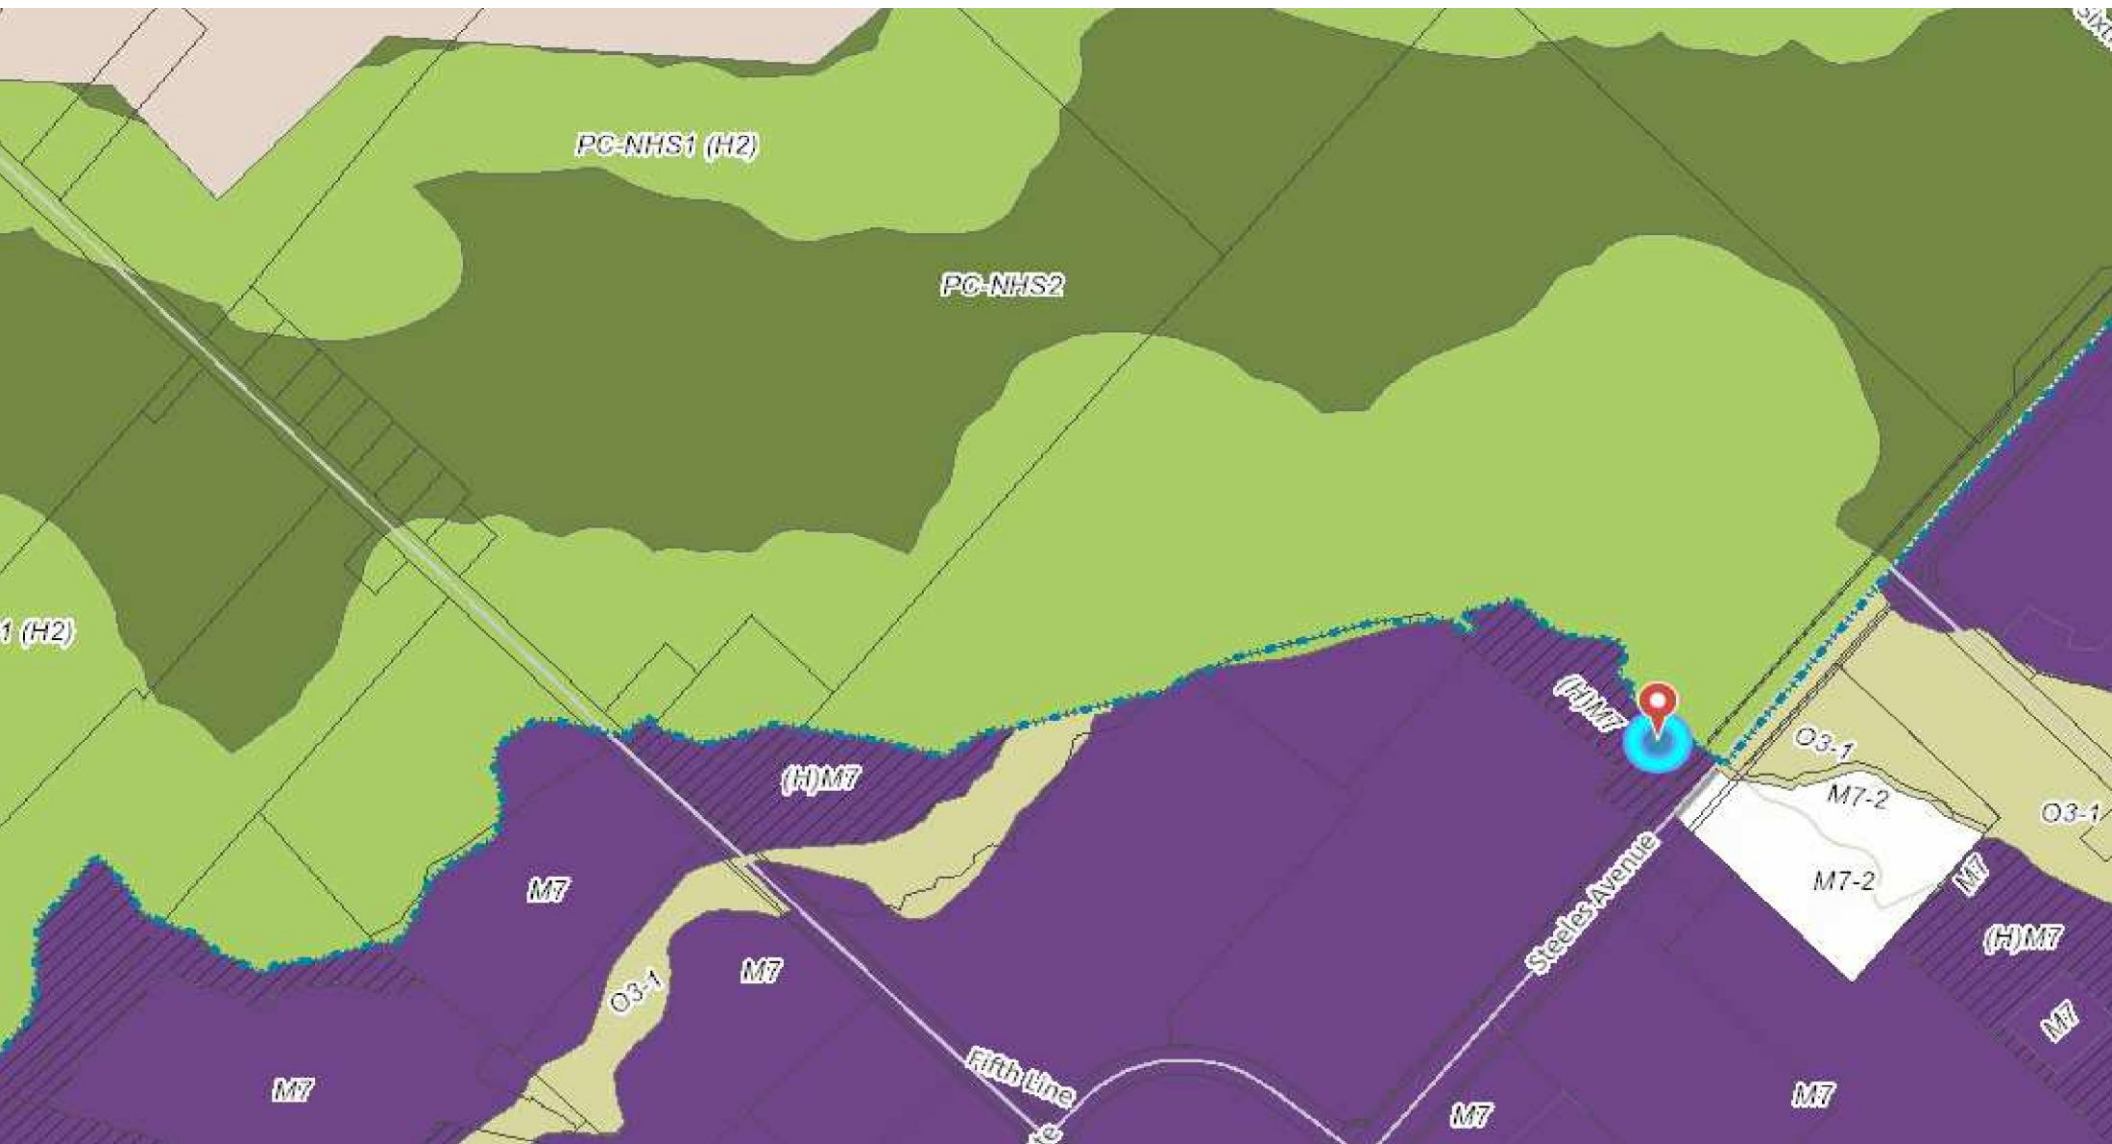 PC-NHS1 (H2)
PC-NHS2
1 (H2)
(H)M7
(H)M7
O3-1
M7-2
O3-1
M7-2
M7
M7
Steeles Avenue
(H)M7
M7
O3-1
M7
M7
Fifth Line
M7
M7